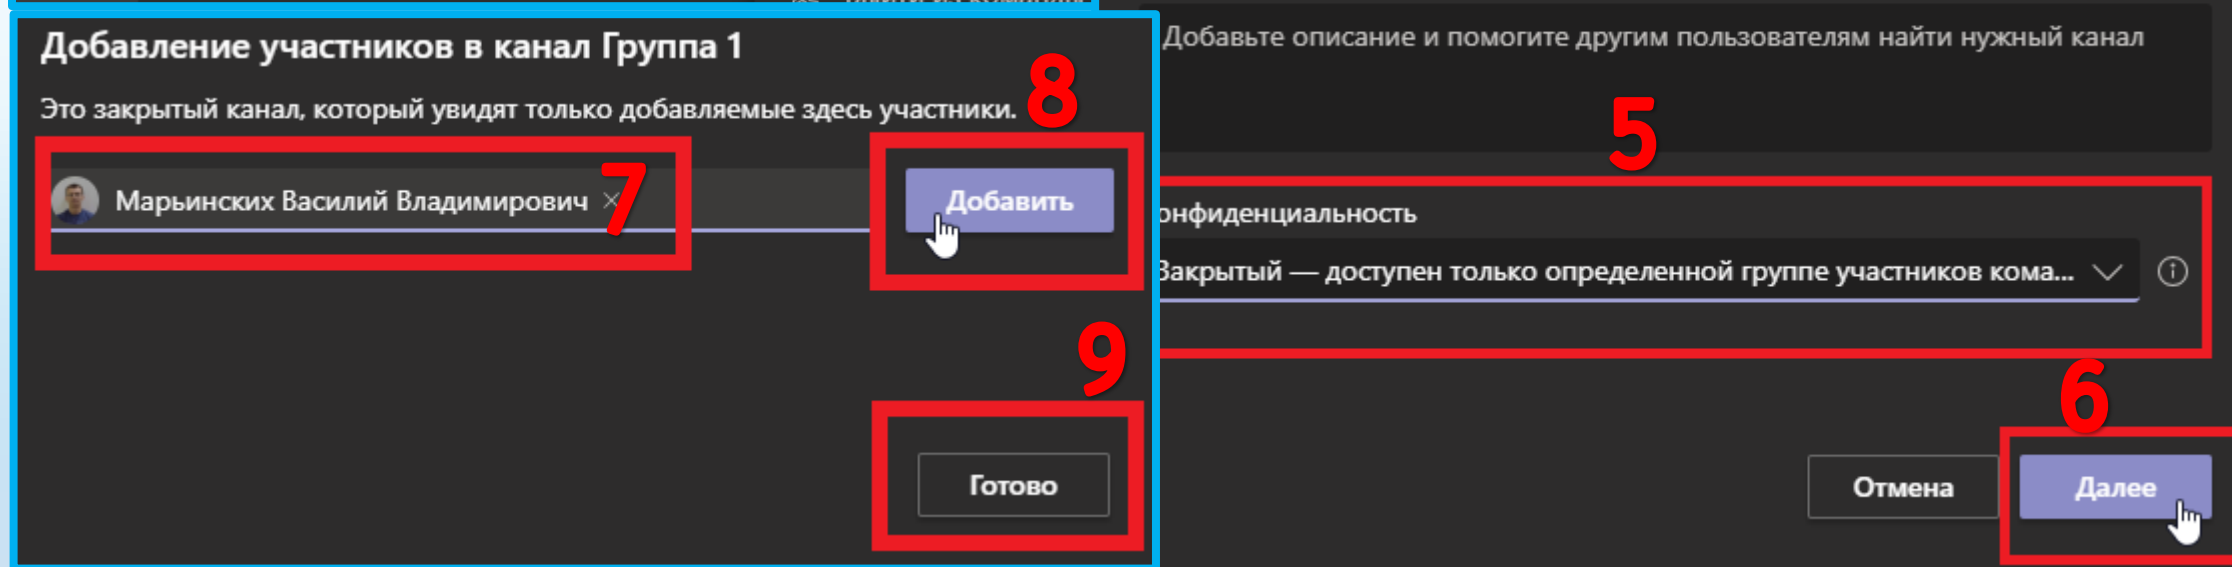 Добавление участников в канал Группа 1
Это закрытый канал, который увидят только добавляемые здесь участники.
8
7
Марьинских Василий Владимирович ×
Добавить
9
Готово
Добавьте описание и помогите другим пользователям найти нужный канал
5
онфиденциальность
Закрытый — доступен только определенной группе участников кома...
6
Отмена
Далее